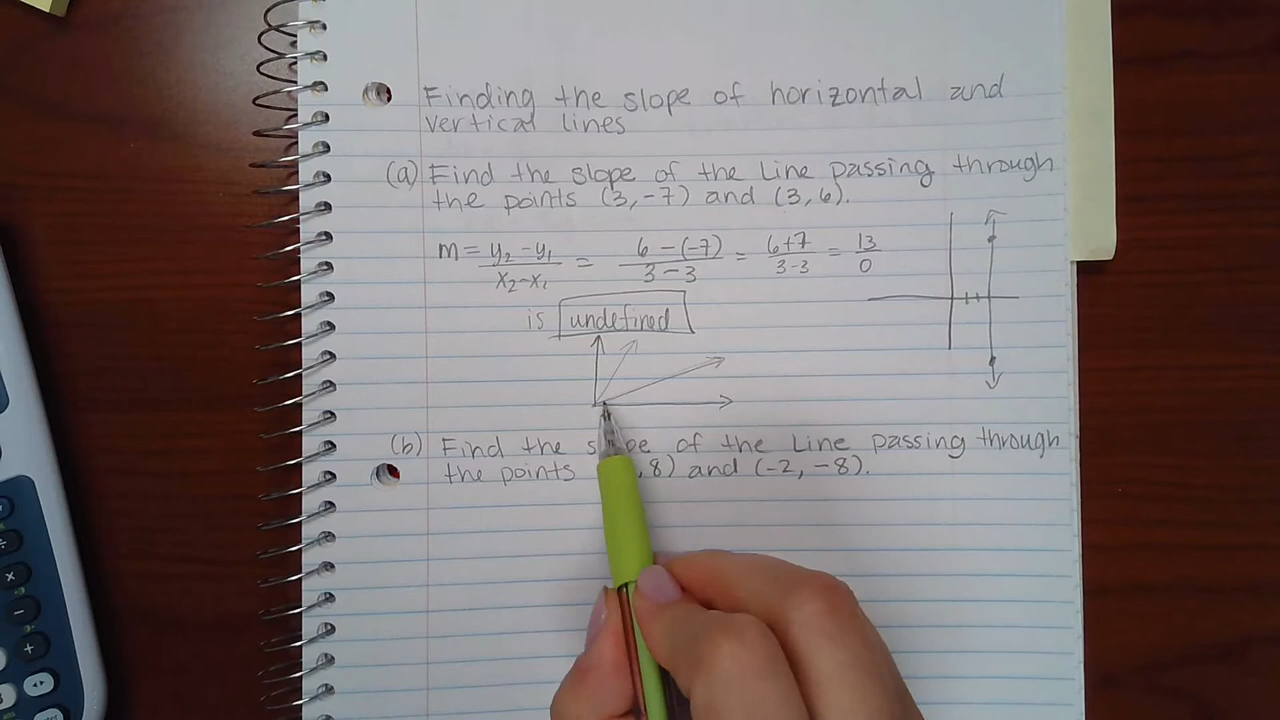 Finding the slope of horizontal and
vertical lines
(a) Find the slope of the line passing through
the points (3,-7) and (3,6).
m = y₂-y₁/x₂-x₁ = 6-(-7)/3-3 = 6+7/3-3 = 13/0
is undefined
(b) Find the of the line passing through
the points ,8) and (-2,-8).